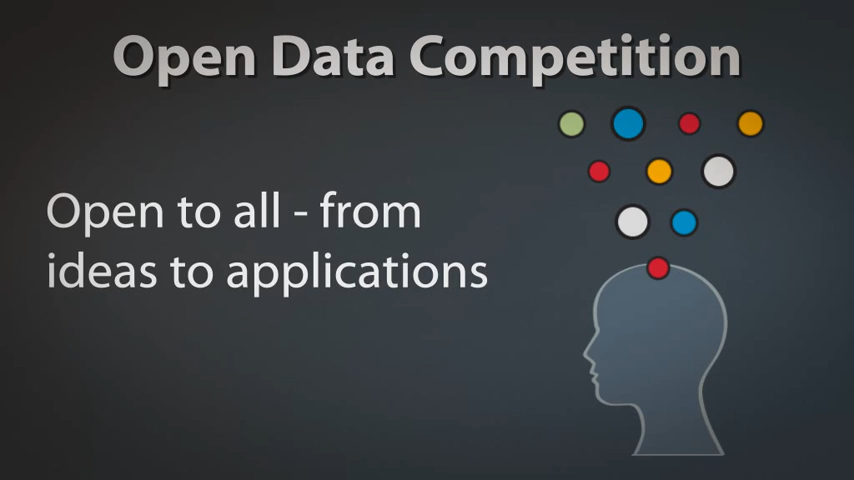 Open Data Competition
Open to all - from
ideas to applications